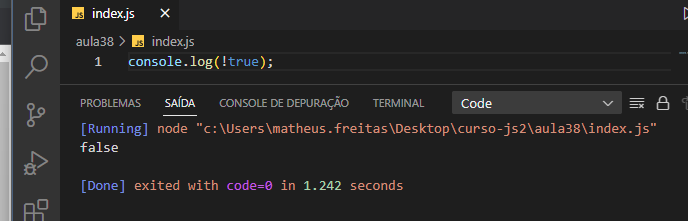 JS index.js
aula38 > JS index.js
1 console.log(!true);
PROBLEMAS SAÍDA CONSOLE DE DEPURAÇÃO TERMINAL Code
[Running] node "c:\Users\matheus.freitas\Desktop\curso-js2\aula38\index.js"
false
[Done] exited with code=0 in 1.242 seconds